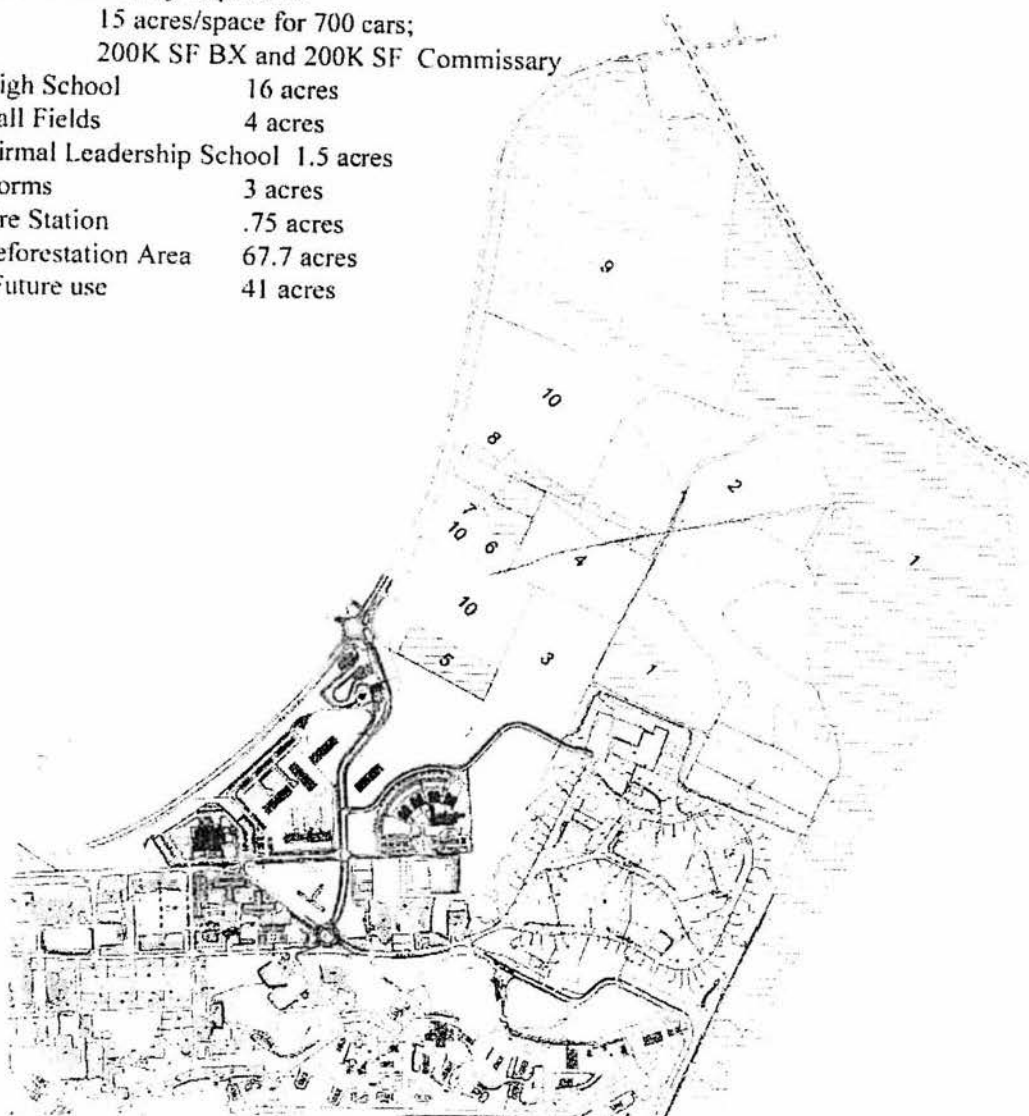 15 acres/space for 700 cars;
200K SF BX and 200K SF Commissary
igh School 16 acres
all Fields 4 acres
irmal Leadership School 1.5 acres
orms 3 acres
re Station .75 acres
eforestation Area 67.7 acres
Future use 41 acres
9
10
8
2
7
10
6
4
1
10
5
3
1